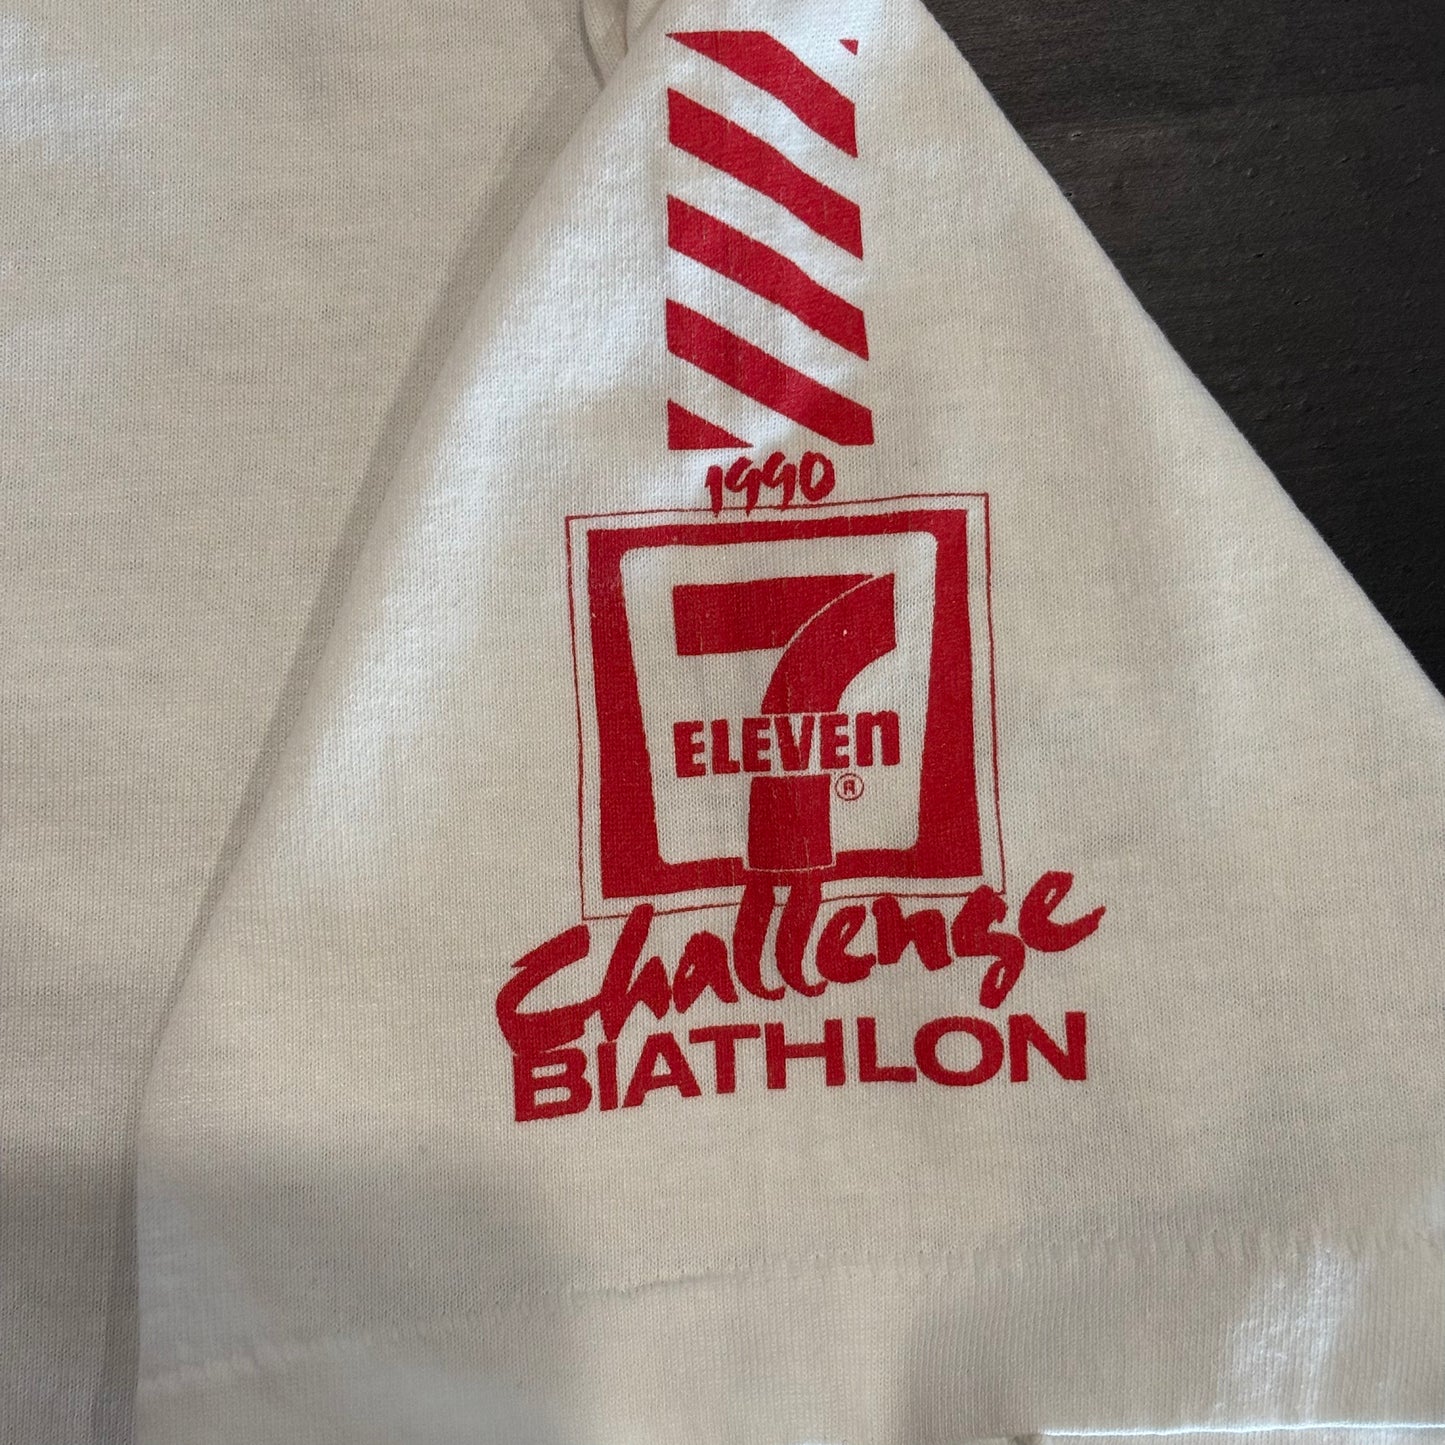 1990
7
ELEVEn
®
Challenge
BIATHLON